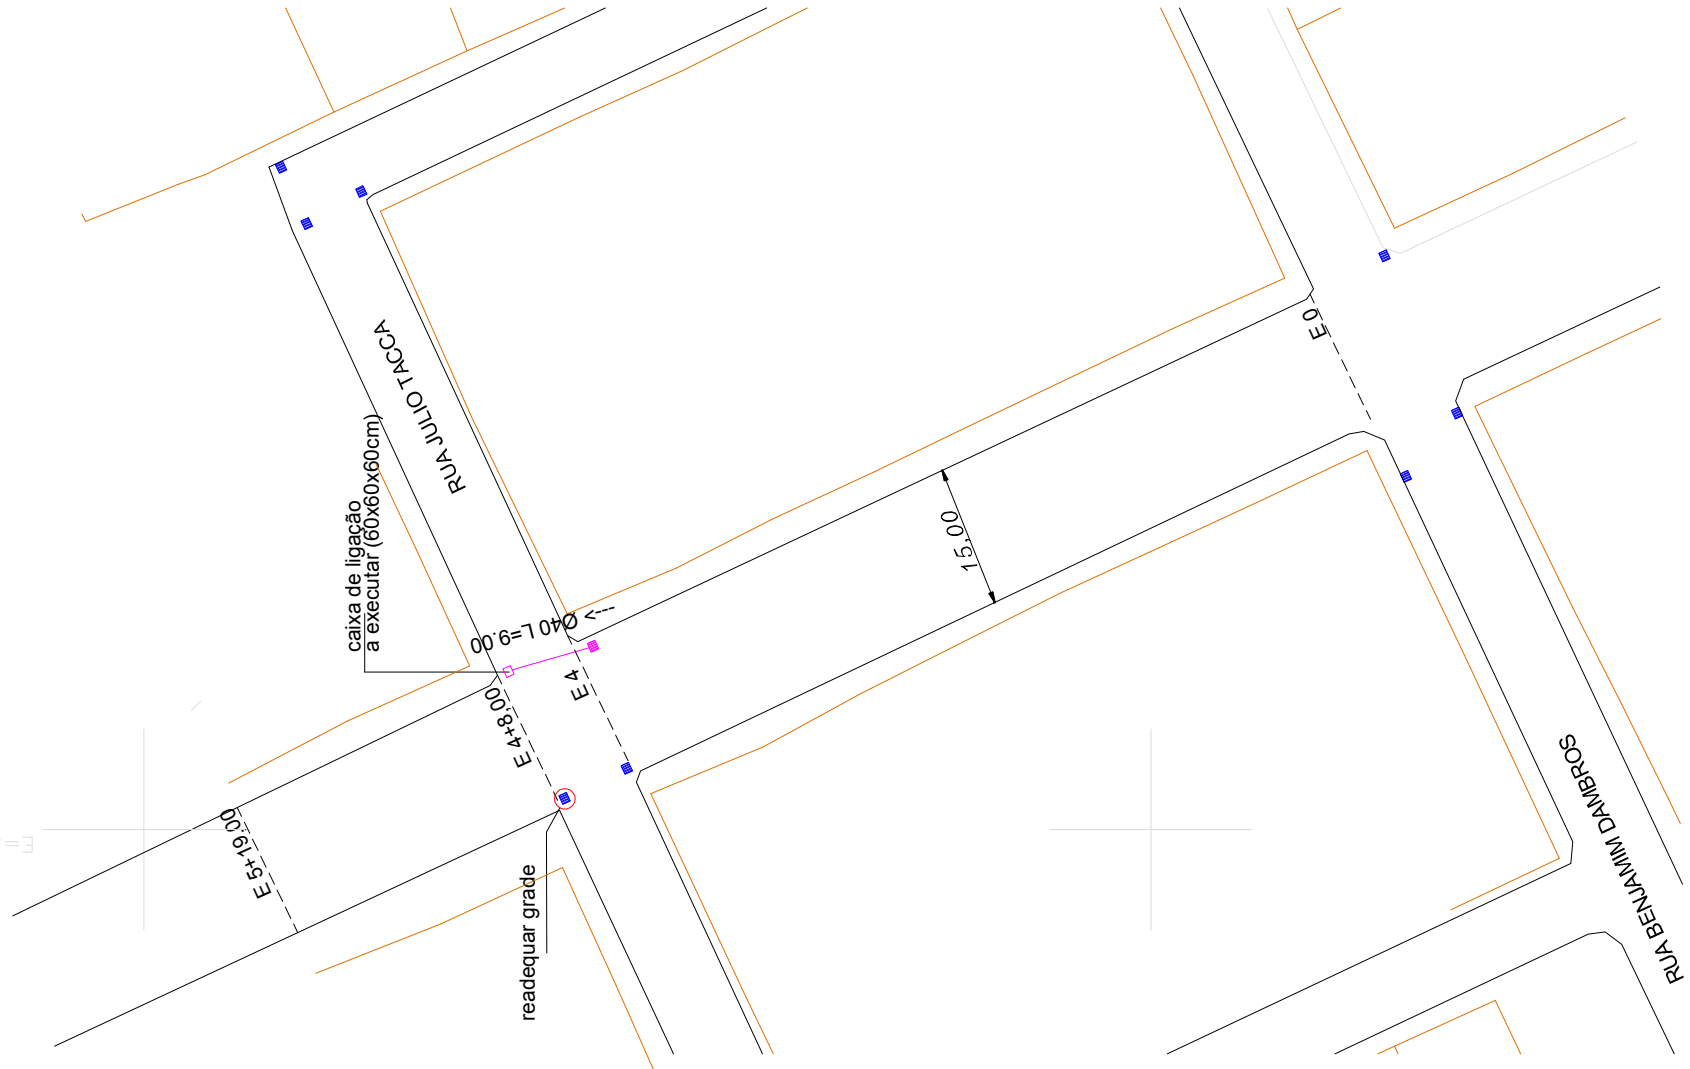 E 0
RUA JULIO TACCA
caixa de ligação
a executar (60x60x60cm)
15,00
---> Ø40 L=9.00
E 4
E 4+8,00
E 5+19,00
E =
readequar grade
RUA BENJAMIM DAMBROS